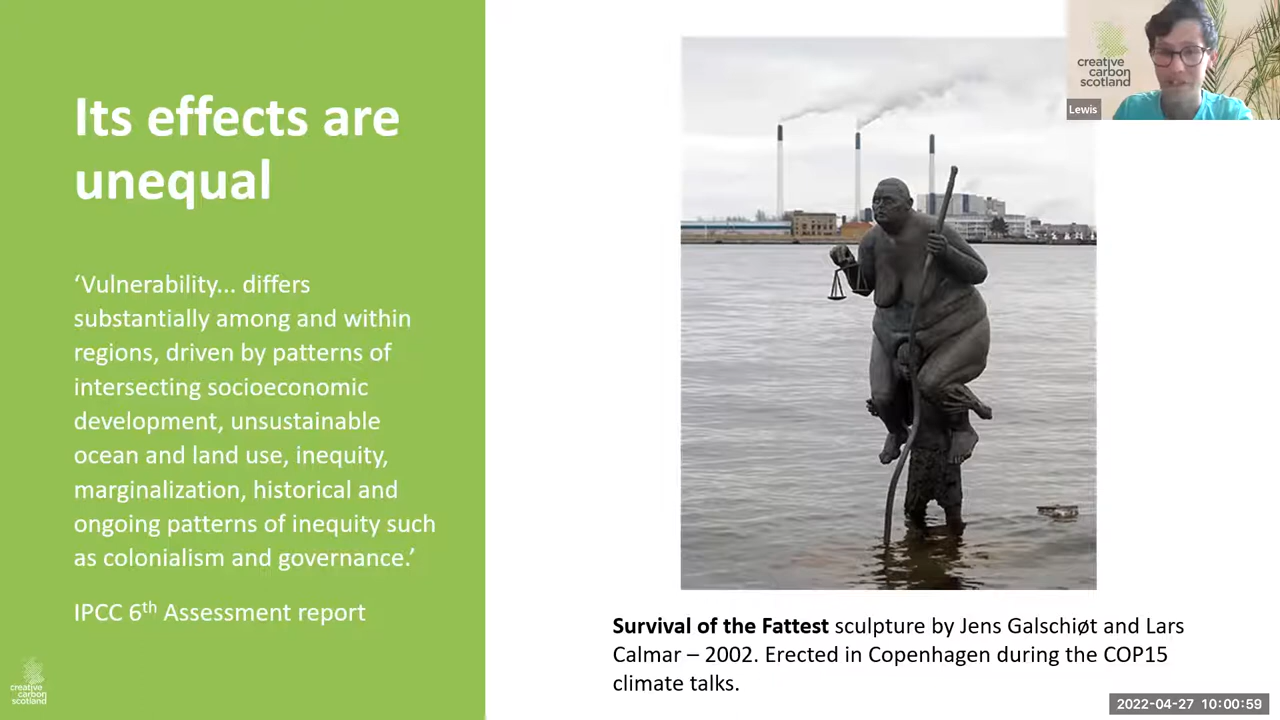 Its effects are
unequal
‘Vulnerability... differs
substantially among and within
regions, driven by patterns of
intersecting socioeconomic
development, unsustainable
ocean and land use, inequity,
marginalization, historical and
ongoing patterns of inequity such
as colonialism and governance.’
IPCC 6th Assessment report
creative
carbon
scotland
Survival of the Fattest sculpture by Jens Galschiøt and Lars
Calmar – 2002. Erected in Copenhagen during the COP15
climate talks.
creative
carbon
scotland
Lewis
2022-04-27 10:00:59